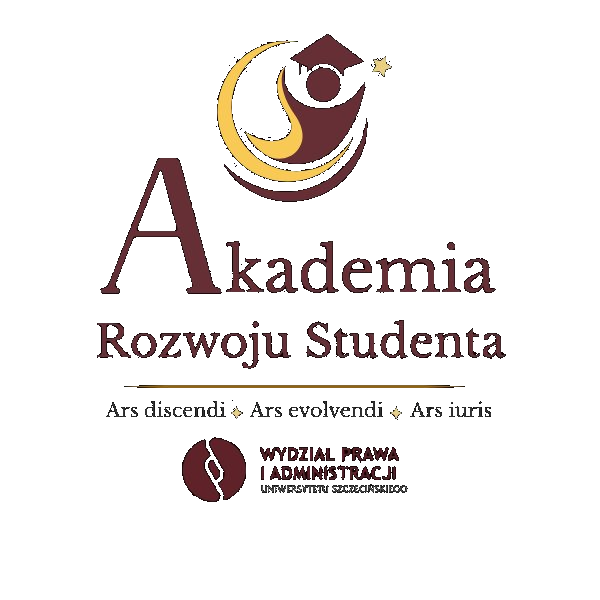 Akademia
Rozwoju Studenta
Ars discendi ✦ Ars evolvendi ✦ Ars iuris
WYDZIAŁ PRAWA
I ADMINISTRACJI
UNIWERSYTETU SZCZECIŃSKIEGO